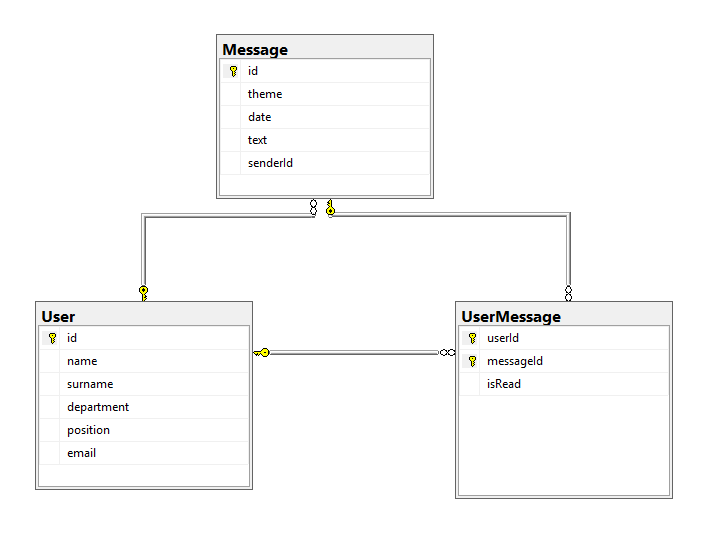 Message
id
theme
date
text
senderId
User
id
name
surname
department
position
email
UserMessage
userId
messageId
isRead